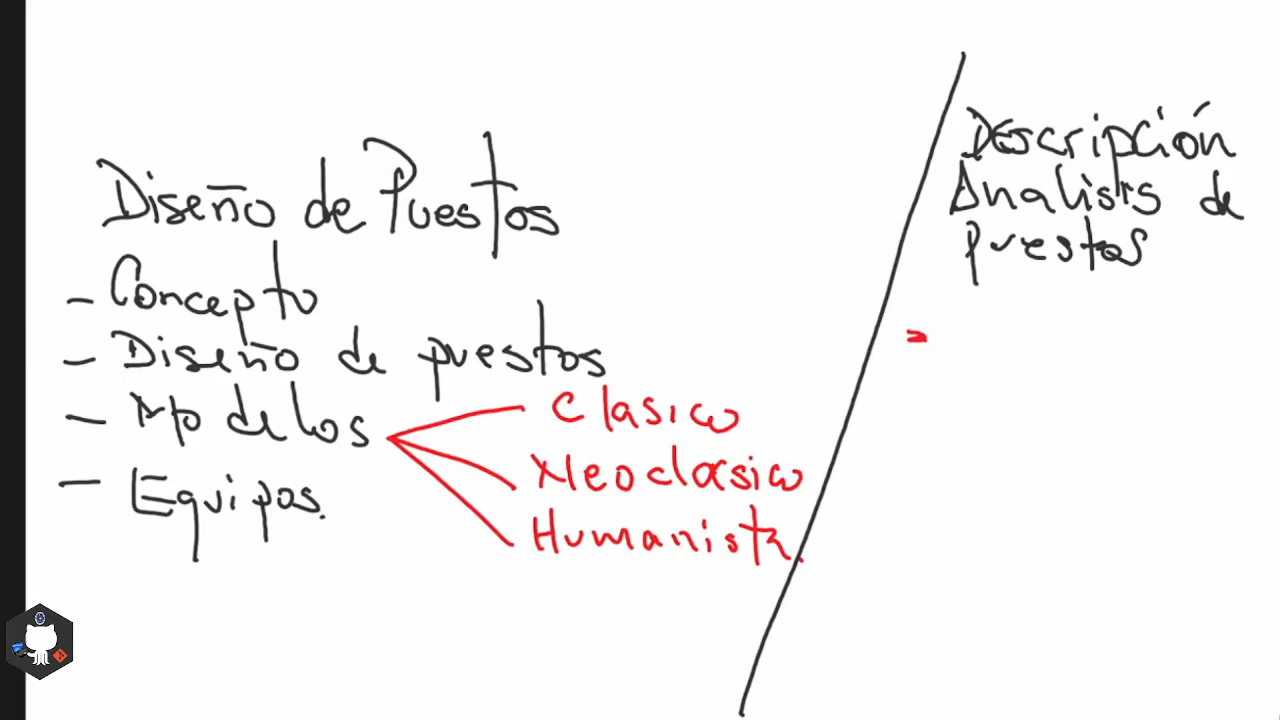 Diseño de Puestos
- Concepto
- Diseño de puestos
- Modelos
Clasico
Neoclasico
Humanista.
- Equipos.
Descripción
Analisis de
puestos